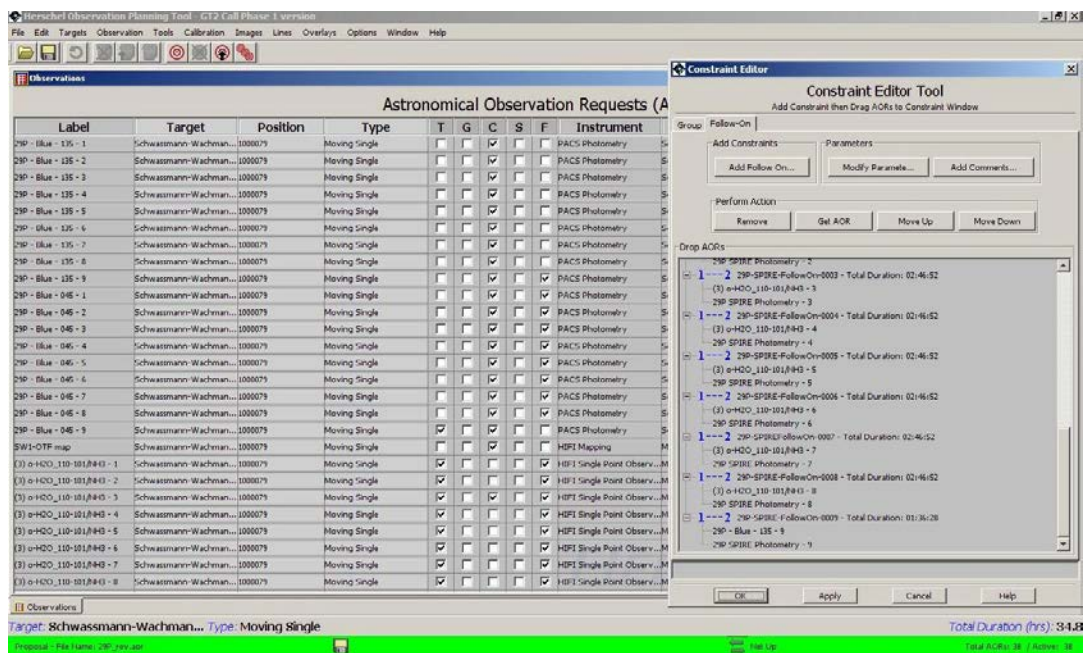 Herschel Observation Planning Tool - GT2 Call Phase 1 version
File Edit Targets Observation Tools Calibration Images Lines Overlays Options Window Help
Observations
Astronomical Observation Requests (A
Label Target Position Type T G C S F Instrument
29P - Blue - 135 - 1 Schwassmann-Wachman... 1000079 Moving Single PACS Photometry
29P - Blue - 135 - 2 Schwassmann-Wachman... 1000079 Moving Single PACS Photometry
29P - Blue - 135 - 3 Schwassmann-Wachman... 1000079 Moving Single PACS Photometry
29P - Blue - 135 - 4 Schwassmann-Wachman... 1000079 Moving Single PACS Photometry
29P - Blue - 135 - 5 Schwassmann-Wachman... 1000079 Moving Single PACS Photometry
29P - Blue - 135 - 6 Schwassmann-Wachman... 1000079 Moving Single PACS Photometry
29P - Blue - 135 - 7 Schwassmann-Wachman... 1000079 Moving Single PACS Photometry
29P - Blue - 135 - 8 Schwassmann-Wachman... 1000079 Moving Single PACS Photometry
29P - Blue - 135 - 9 Schwassmann-Wachman... 1000079 Moving Single PACS Photometry
29P - Blue - 045 - 1 Schwassmann-Wachman... 1000079 Moving Single PACS Photometry
29P - Blue - 045 - 2 Schwassmann-Wachman... 1000079 Moving Single PACS Photometry
29P - Blue - 045 - 3 Schwassmann-Wachman... 1000079 Moving Single PACS Photometry
29P - Blue - 045 - 4 Schwassmann-Wachman... 1000079 Moving Single PACS Photometry
29P - Blue - 045 - 5 Schwassmann-Wachman... 1000079 Moving Single PACS Photometry
29P - Blue - 045 - 6 Schwassmann-Wachman... 1000079 Moving Single PACS Photometry
29P - Blue - 045 - 7 Schwassmann-Wachman... 1000079 Moving Single PACS Photometry
29P - Blue - 045 - 8 Schwassmann-Wachman... 1000079 Moving Single PACS Photometry
29P - Blue - 045 - 9 Schwassmann-Wachman... 1000079 Moving Single PACS Photometry
SW1-OTF map Schwassmann-Wachman... 1000079 Moving Single HIFI Mapping M
(3) o-H2O_110-101/NH3 - 1 Schwassmann-Wachman... 1000079 Moving Single HIFI Single Point Observ... M
(3) o-H2O_110-101/NH3 - 2 Schwassmann-Wachman... 1000079 Moving Single HIFI Single Point Observ... M
(3) o-H2O_110-101/NH3 - 3 Schwassmann-Wachman... 1000079 Moving Single HIFI Single Point Observ... M
(3) o-H2O_110-101/NH3 - 4 Schwassmann-Wachman... 1000079 Moving Single HIFI Single Point Observ... M
(3) o-H2O_110-101/NH3 - 5 Schwassmann-Wachman... 1000079 Moving Single HIFI Single Point Observ... M
(3) o-H2O_110-101/NH3 - 6 Schwassmann-Wachman... 1000079 Moving Single HIFI Single Point Observ... M
(3) o-H2O_110-101/NH3 - 7 Schwassmann-Wachman... 1000079 Moving Single HIFI Single Point Observ... M
(3) o-H2O_110-101/NH3 - 8 Schwassmann-Wachman... 1000079 Moving Single HIFI Single Point Observ... M
Observations
Constraint Editor
Constraint Editor Tool
Add Constraint then Drag AORs to Constraint Window
Group Follow-On
Add Constraints Parameters
Add Follow On... Modify Paramete... Add Comments...
Perform Action
Remove Get AOR Move Up Move Down
Drop AORs
29P SPIRE Photometry - 2
1---2 29P-SPIRE-FollowOn-0003 - Total Duration: 02:46:52
(3) o-H2O_110-101/NH3 - 3
29P SPIRE Photometry - 3
1---2 29P-SPIRE-FollowOn-0004 - Total Duration: 02:46:52
(3) o-H2O_110-101/NH3 - 4
29P SPIRE Photometry - 4
1---2 29P-SPIRE-FollowOn-0005 - Total Duration: 02:46:52
(3) o-H2O_110-101/NH3 - 5
29P SPIRE Photometry - 5
1---2 29P-SPIRE-FollowOn-0006 - Total Duration: 02:46:52
(3) o-H2O_110-101/NH3 - 6
29P SPIRE Photometry - 6
1---2 29P-SPIREFollowOn-0007 - Total Duration: 02:46:52
(3) o-H2O_110-101/NH3 - 7
29P SPIRE Photometry - 7
1---2 29P-SPIRE-FollowOn-0008 - Total Duration: 02:46:52
(3) o-H2O_110-101/NH3 - 8
29P SPIRE Photometry - 8
1---2 29P-SPIRE-FollowOn-0009 - Total Duration: 01:36:28
29P - Blue - 135 - 9
29P SPIRE Photometry - 9
OK Apply Cancel Help
Target: Schwassmann-Wachman... Type: Moving Single Total Duration (hrs): 34.8
Proposal - File Name: 29P_rev.aor Net Up Total AORs: 38 / Active: 38